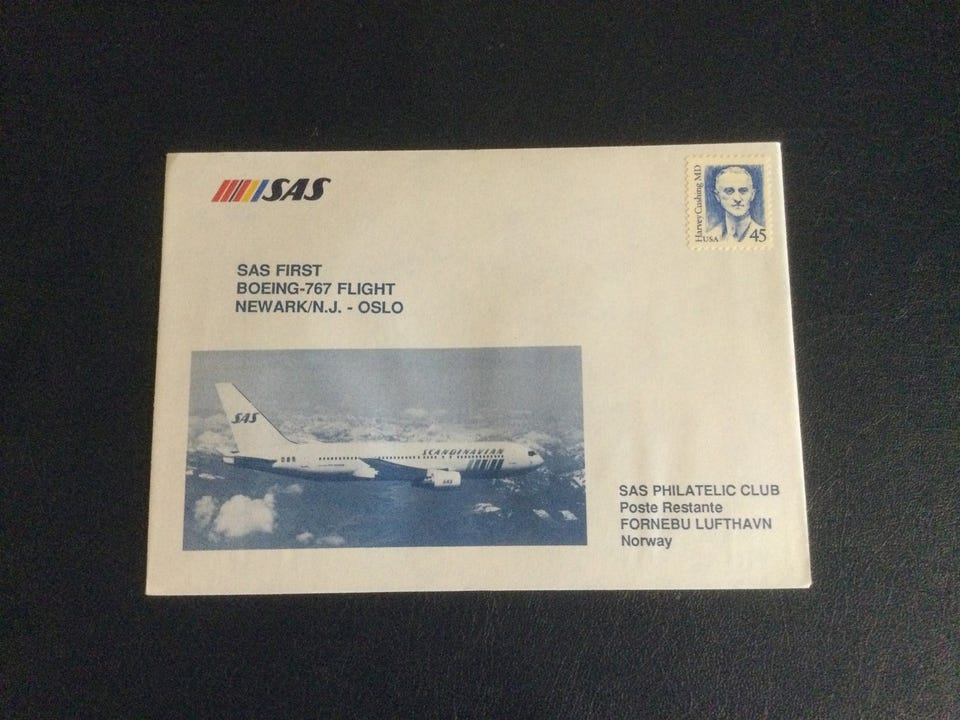 SAS
Harvey Cushing MD
USA 45
SAS FIRST
BOEING-767 FLIGHT
NEWARK/N.J. - OSLO
SAS
SCANDINAVIAN
SAS
SAS PHILATELIC CLUB
Poste Restante
FORNEBU LUFTHAVN
Norway